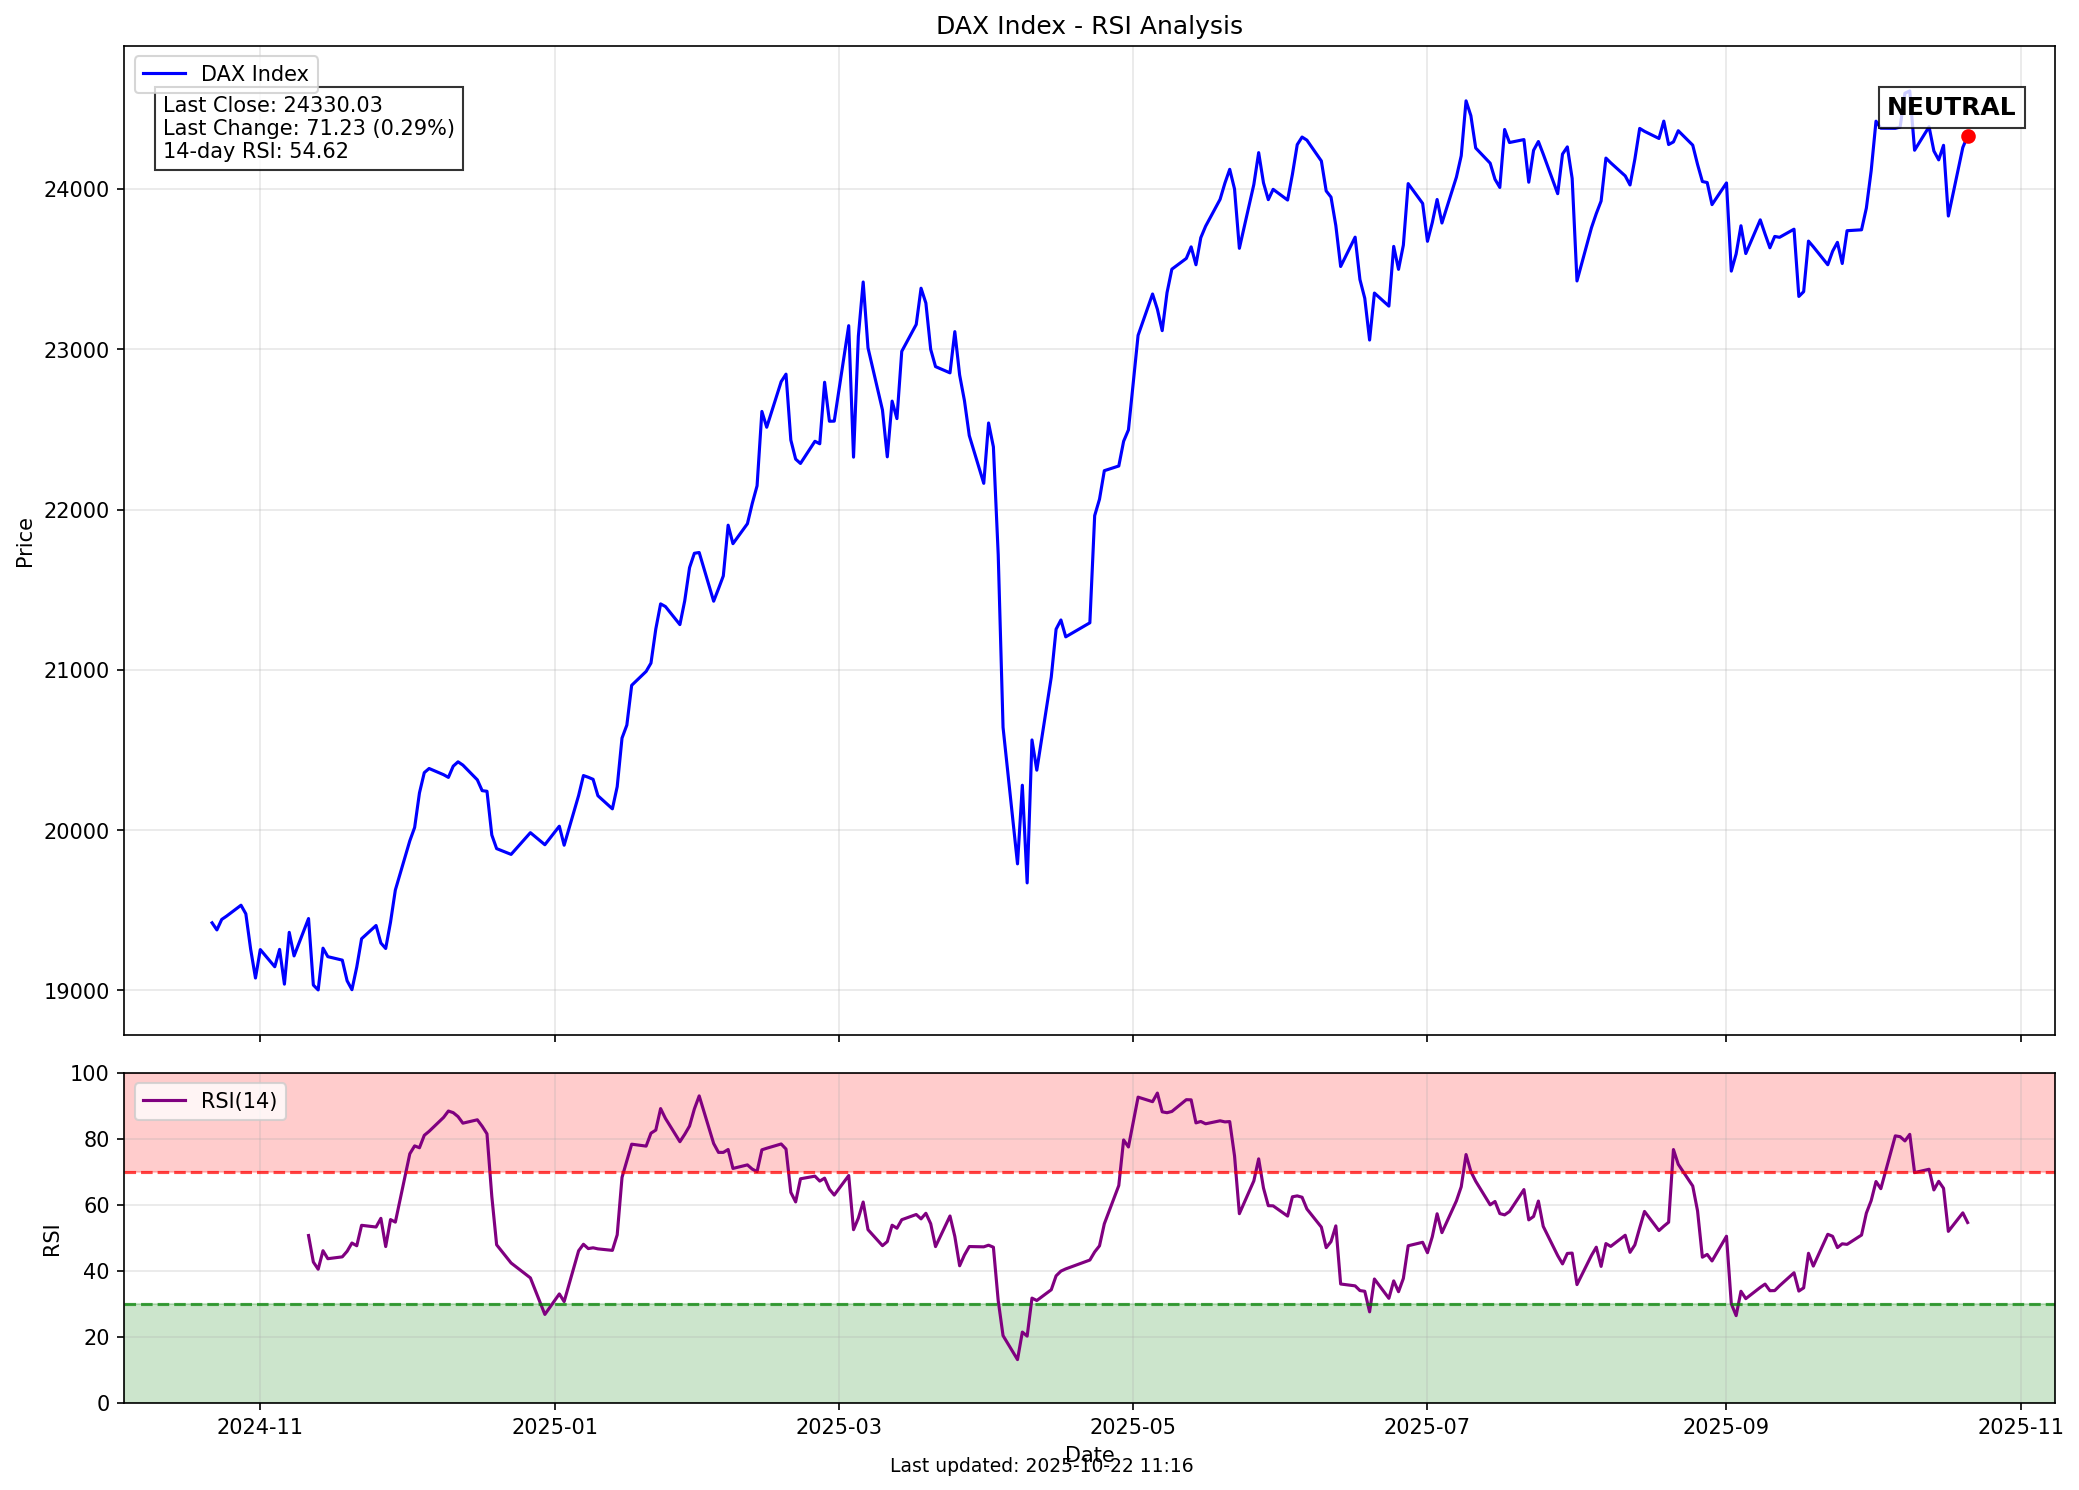 DAX Index - RSI Analysis
DAX Index
Last Close: 24330.03
Last Change: 71.23 (0.29%)
14-day RSI: 54.62
NEUTRAL
Price
24000
23000
22000
21000
20000
19000
RSI(14)
RSI
100
80
60
40
20
0
2024-11
2025-01
2025-03
2025-05
2025-07
2025-09
2025-11
Date
Last updated: 2025-10-22 11:16